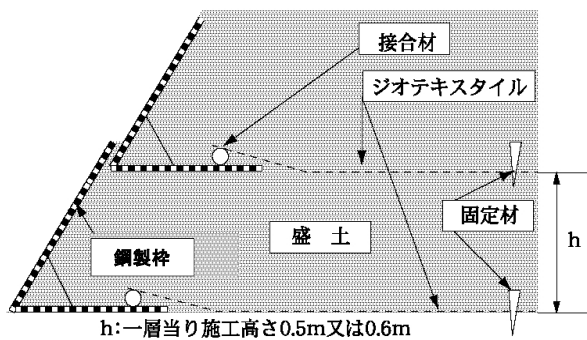 接合材
ジオテキスタイル
固定材
h
盛 土
鋼製枠
h:一層当り施工高さ0.5m又は0.6m